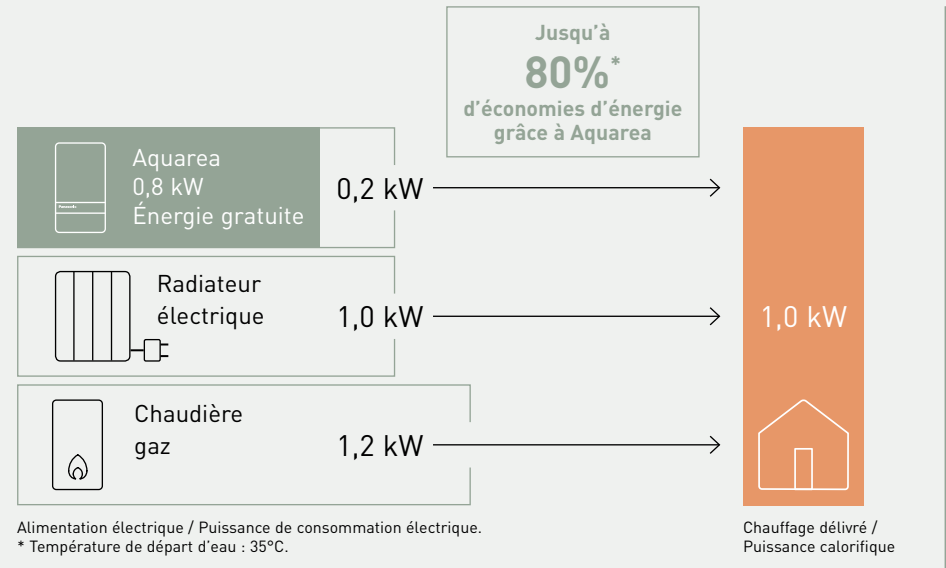 Jusqu'à
80%*
d'économies d'énergie
grâce à Aquarea
Aquarea
0,8 kW
Énergie gratuite
0,2 kW
Radiateur
électrique
1,0 kW
1,0 kW
Chaudière
gaz
1,2 kW
Alimentation électrique / Puissance de consommation électrique.
* Température de départ d'eau : 35°C.
Chauffage délivré /
Puissance calorifique